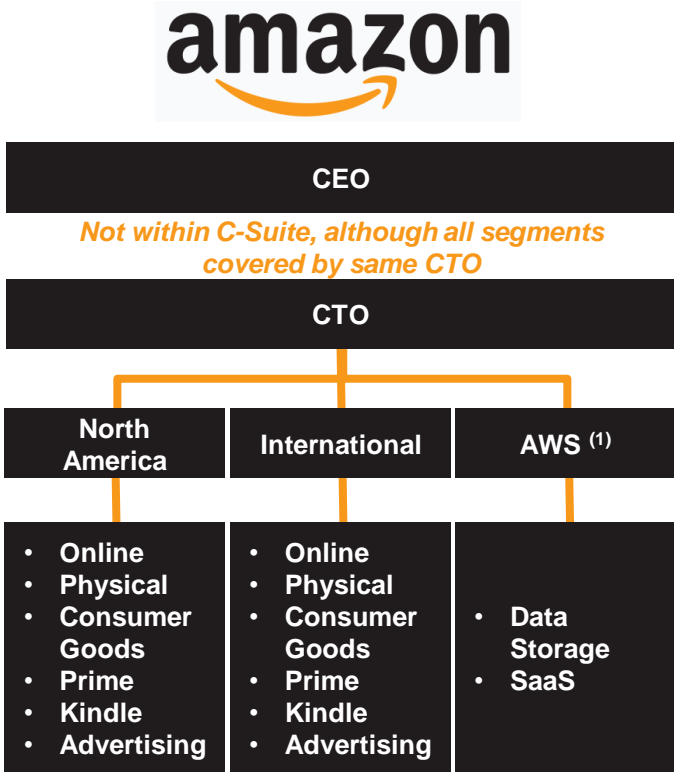 amazon
CEO
Not within C-Suite, although all segments
covered by same CTO
CTO
North
America
International
AWS (1)
• Online
• Physical
• Consumer
Goods
• Prime
• Kindle
• Advertising
• Online
• Physical
• Consumer
Goods
• Prime
• Kindle
• Advertising
• Data
Storage
• SaaS